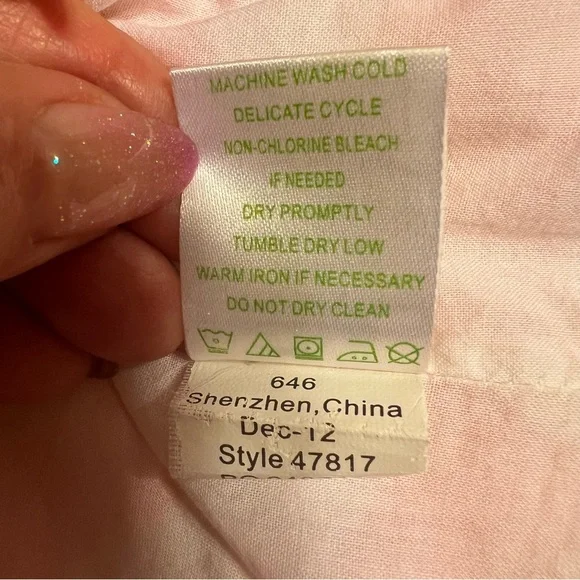 MACHINE WASH COLD
DELICATE CYCLE
NON-CHLORINE BLEACH
IF NEEDED
DRY PROMPTLY
TUMBLE DRY LOW
WARM IRON IF NECESSARY
DO NOT DRY CLEAN
646
Shenzhen,China
Dec-12
Style 47817